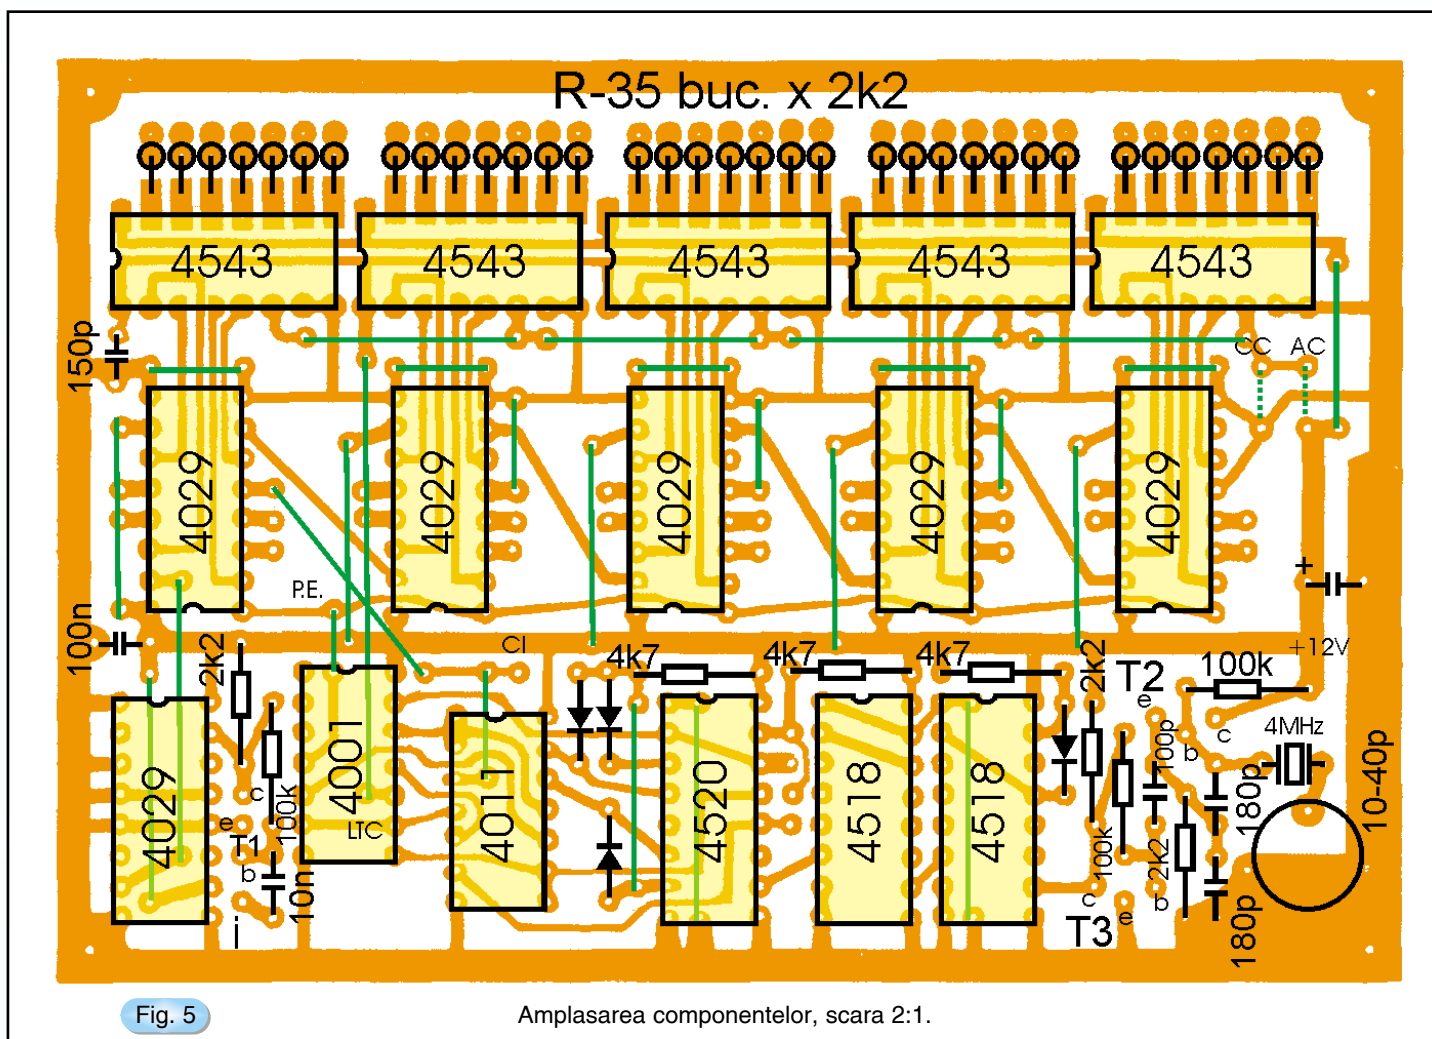 R-35 buc. x 2k2
4543
4543
4543
4543
4543
150p
CC
AC
4029
4029
4029
4029
4029
P.E.
+
100n
2k2
CI
4k7
4k7
4k7
2k2
T2
100k
+12V
e
b
c
4MHz
10-40p
4029
c
e
T1
b
100k
10n
i
4001
LTC
4011
4520
4518
4518
100k
100p
2k2
180p
180p
c
T3
e
b
Fig. 5
Amplasarea componentelor, scara 2:1.